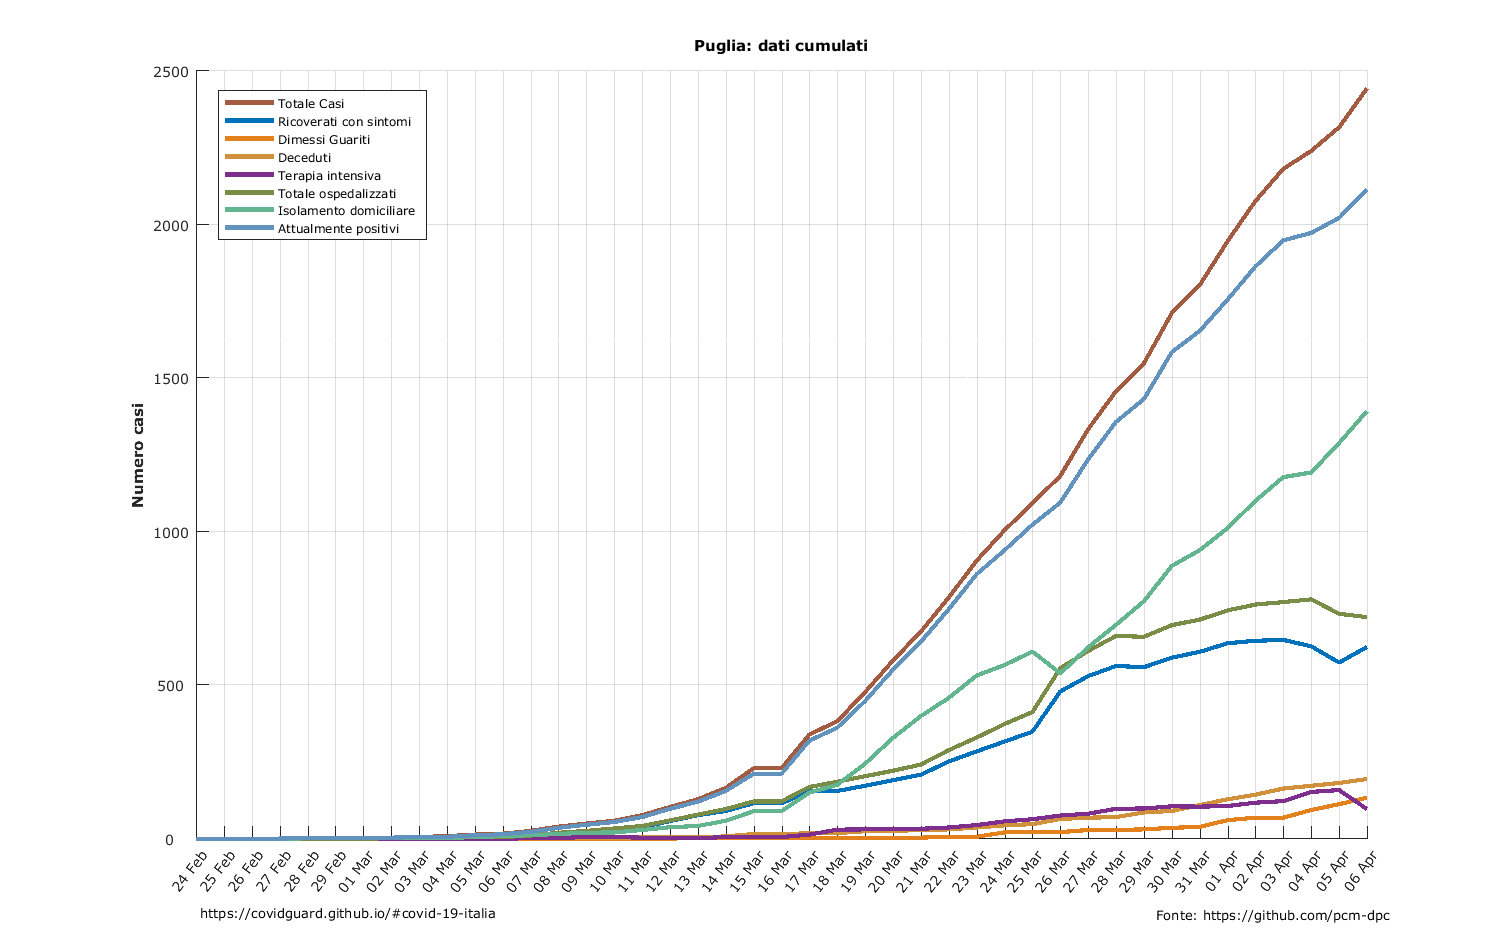 Puglia: dati cumulati
2500
2000
1500
1000
500
0
Numero casi
Totale Casi
Ricoverati con sintomi
Dimessi Guariti
Deceduti
Terapia intensiva
Totale ospedalizzati
Isolamento domiciliare
Attualmente positivi
24 Feb
25 Feb
26 Feb
27 Feb
28 Feb
29 Feb
01 Mar
02 Mar
03 Mar
04 Mar
05 Mar
06 Mar
07 Mar
08 Mar
09 Mar
10 Mar
11 Mar
12 Mar
13 Mar
14 Mar
15 Mar
16 Mar
17 Mar
18 Mar
19 Mar
20 Mar
21 Mar
22 Mar
23 Mar
24 Mar
25 Mar
26 Mar
27 Mar
28 Mar
29 Mar
30 Mar
31 Mar
01 Apr
02 Apr
03 Apr
04 Apr
05 Apr
06 Apr
https://covidguard.github.io/#covid-19-italia
Fonte: https://github.com/pcm-dpc